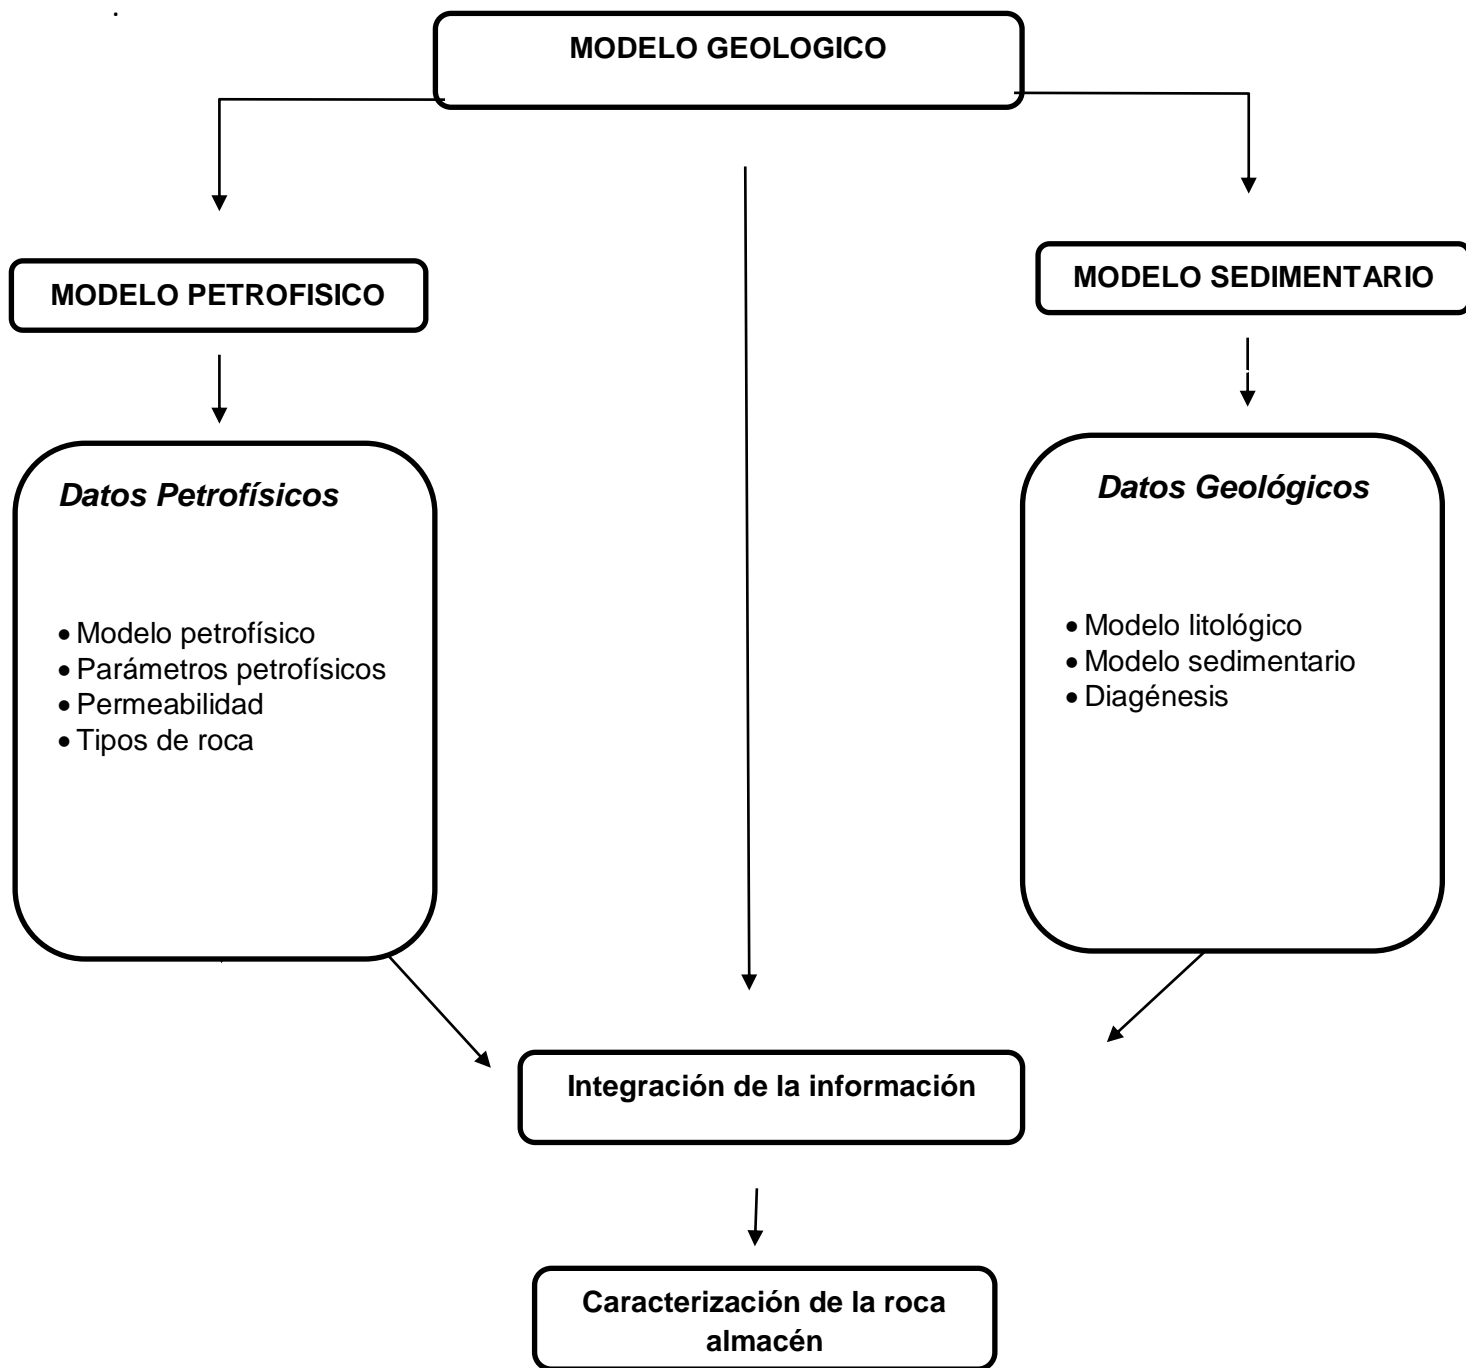 MODELO GEOLOGICO
MODELO PETROFISICO
MODELO SEDIMENTARIO
Datos Petrofísicos
• Modelo petrofísico
• Parámetros petrofísicos
• Permeabilidad
• Tipos de roca
Datos Geológicos
• Modelo litológico
• Modelo sedimentario
• Diagénesis
Integración de la información
Caracterización de la roca
almacén